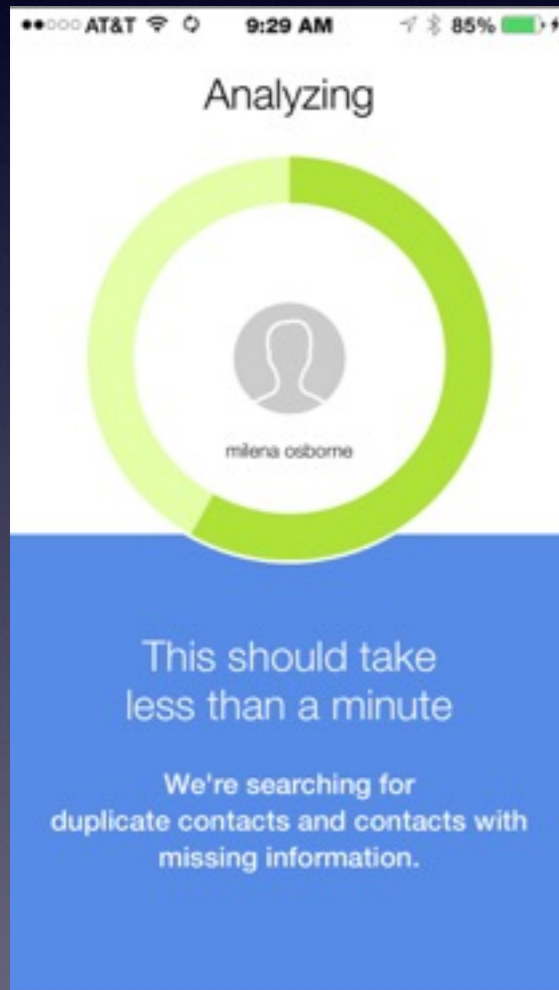 AT&T 9:29 AM 85%
Analyzing
milena osborne
This should take
less than a minute
We're searching for
duplicate contacts and contacts with
missing information.